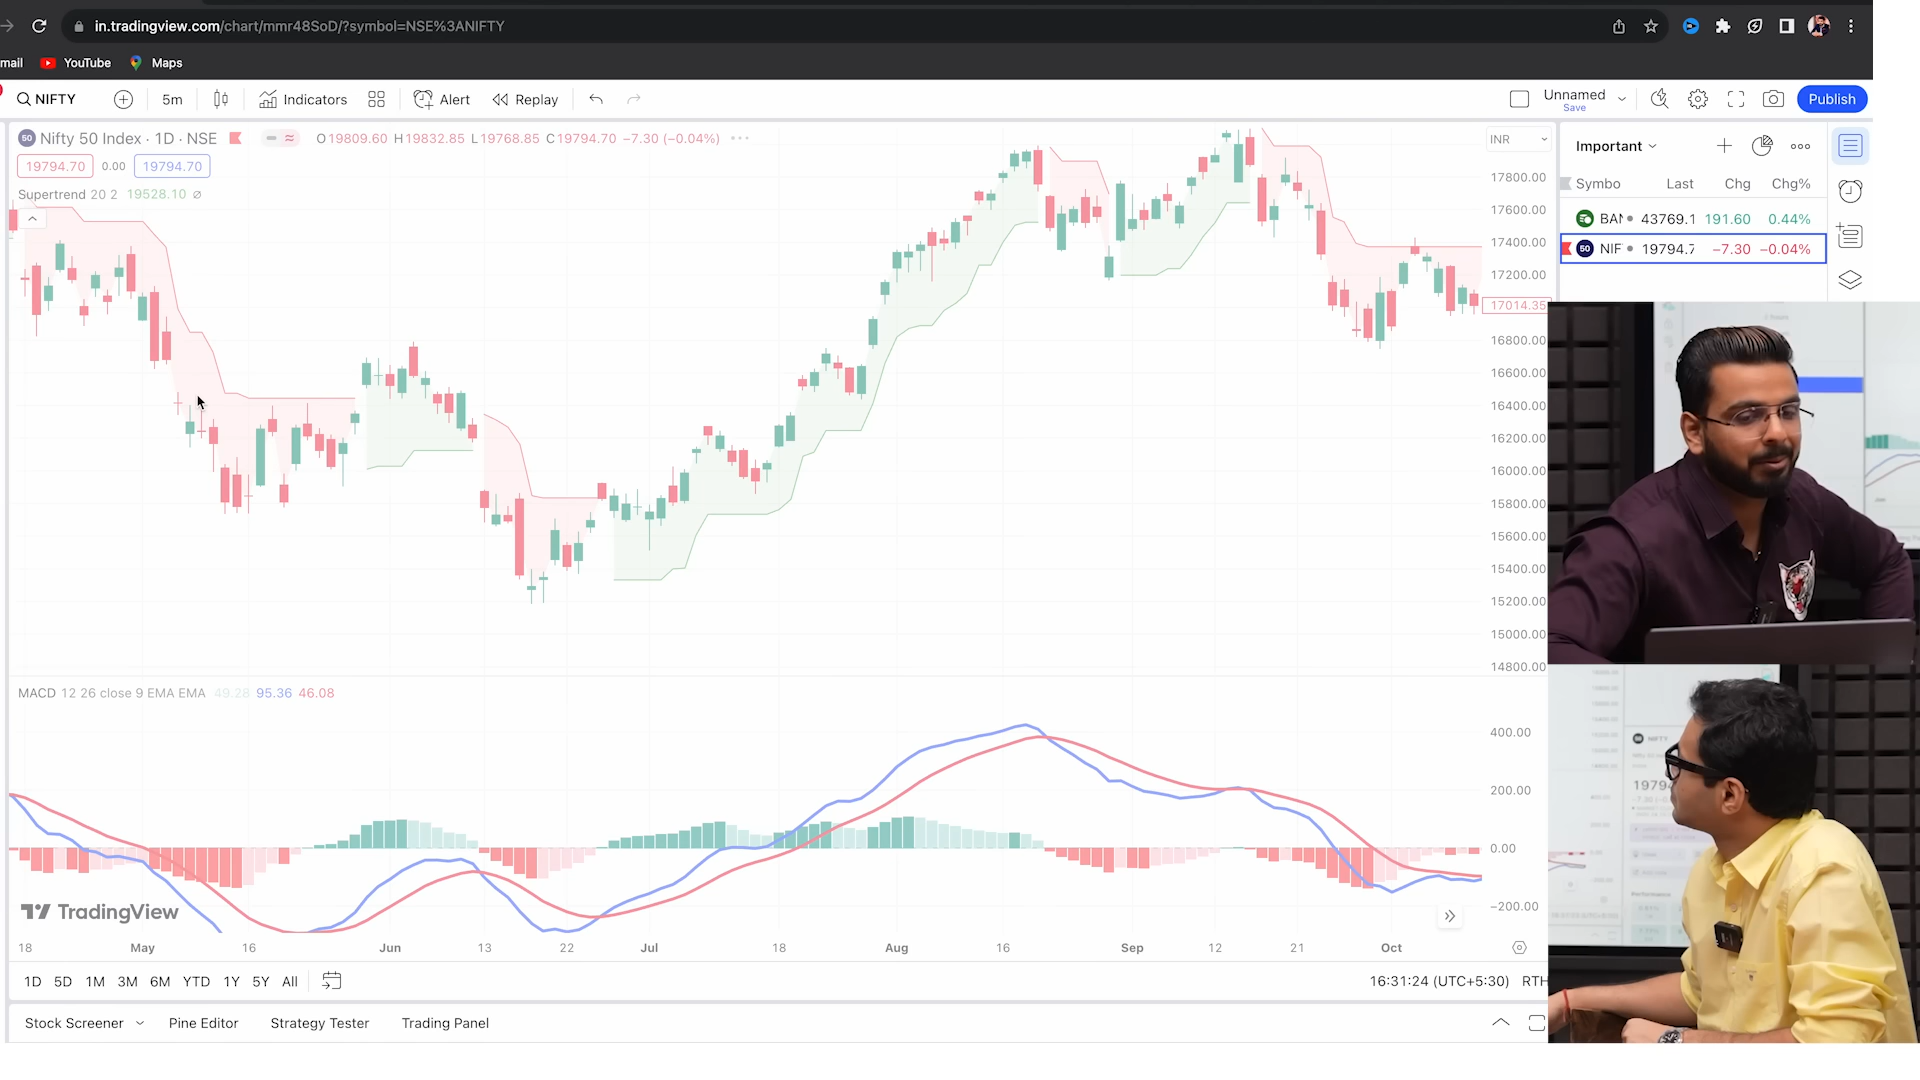 in.tradingview.com/chart/mmr48SoD/?symbol=NSE%3ANIFTY
mail YouTube Maps
NIFTY 5m Indicators Alert Replay Unnamed Save Publish
50 Nifty 50 Index · 1D · NSE O19809.60 H19832.85 L19768.85 C19794.70 −7.30 (−0.04%)
INR
19794.70 0.00 19794.70
Supertrend 20 2 19528.10 ∅
17800.00
17600.00
17400.00
17200.00
17014.35
16800.00
16600.00
16400.00
16200.00
16000.00
15800.00
15600.00
15400.00
15200.00
15000.00
14800.00
Important
Symbo Last Chg Chg%
BAN 43769.1 191.60 0.44%
50 NIF 19794.7 −7.30 −0.04%
MACD 12 26 close 9 EMA EMA 49.28 95.36 46.08
400.00
200.00
0.00
−200.00
TradingView
18 May 16 Jun 13 22 Jul 18 Aug 16 Sep 12 21 Oct
1D 5D 1M 3M 6M YTD 1Y 5Y All
16:31:24 (UTC+5:30) RTH
Stock Screener Pine Editor Strategy Tester Trading Panel